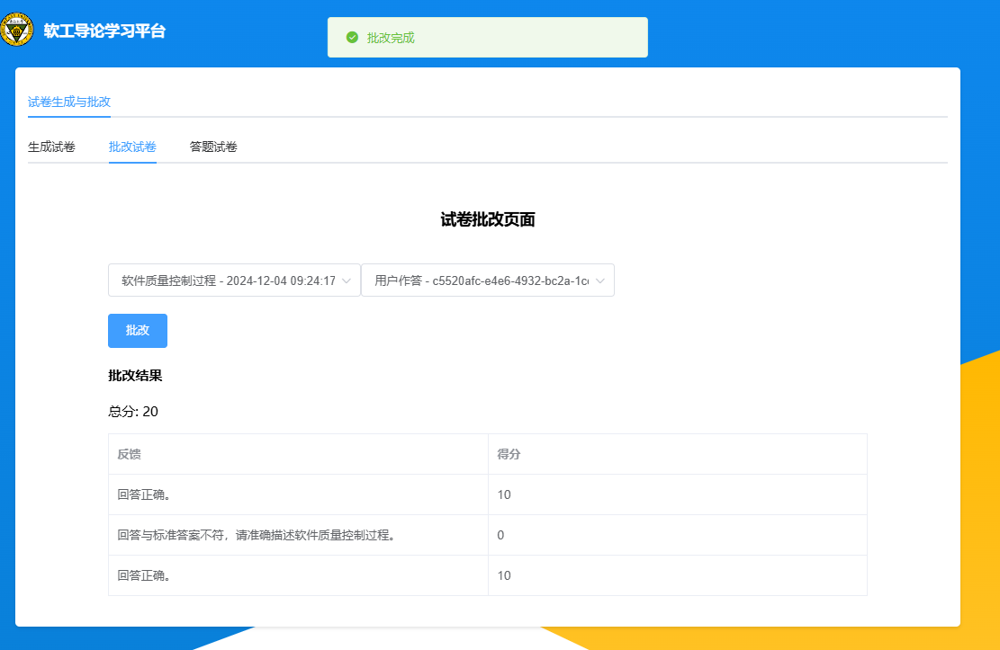 软工导论学习平台
批改完成
试卷生成与批改
生成试卷 批改试卷 答题试卷
试卷批改页面
软件质量控制过程 - 2024-12-04 09:24:17 用户作答 - c5520afc-e4e6-4932-bc2a-1c
批改
批改结果
总分: 20
反馈 得分
回答正确。 10
回答与标准答案不符，请准确描述软件质量控制过程。 0
回答正确。 10